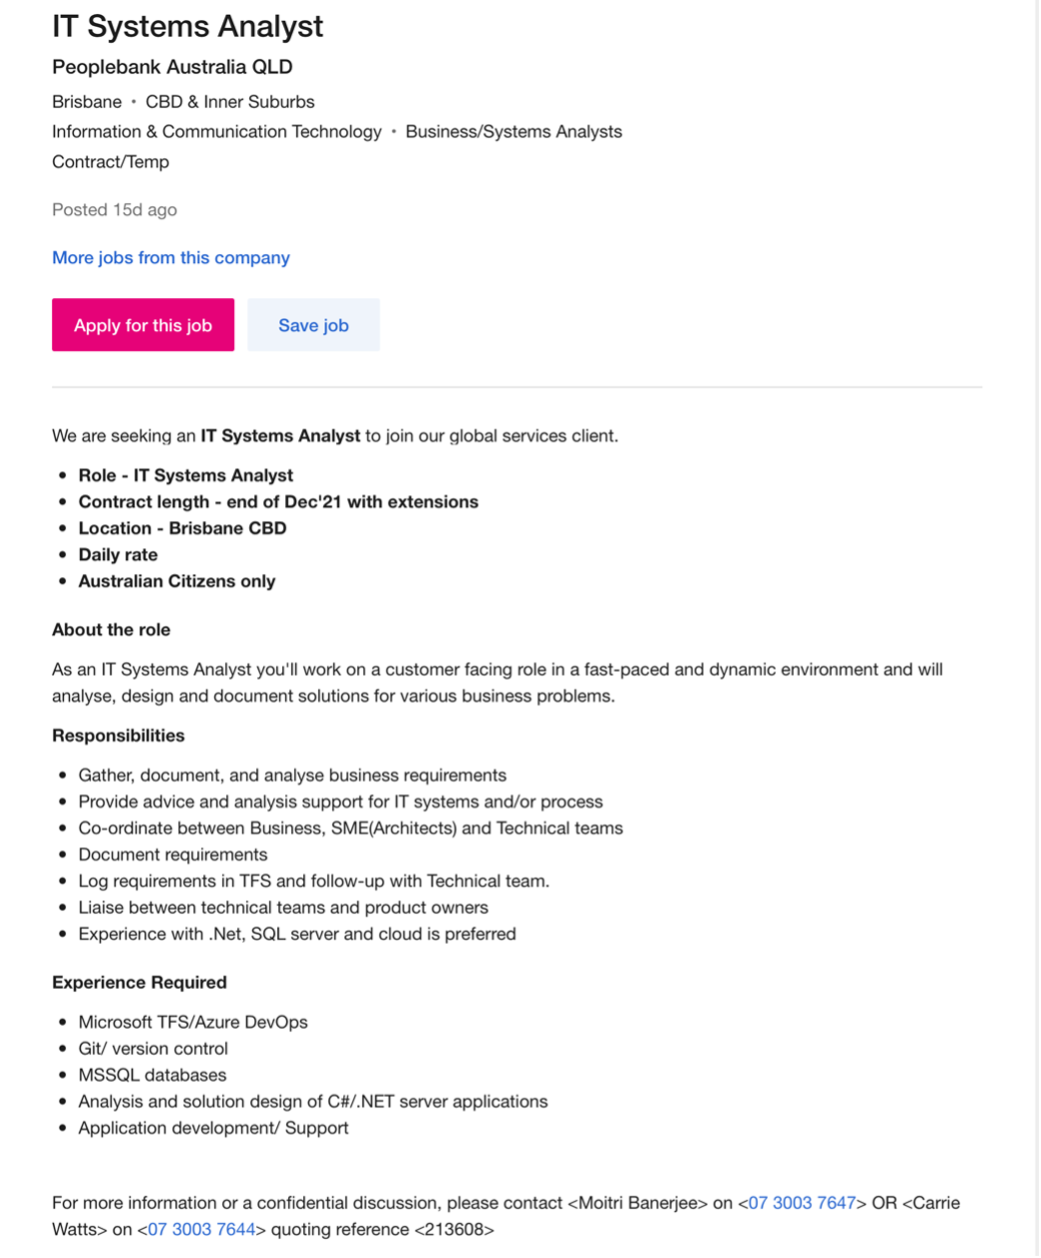 IT Systems Analyst
Peoplebank Australia QLD
Brisbane • CBD & Inner Suburbs
Information & Communication Technology • Business/Systems Analysts
Contract/Temp
Posted 15d ago
More jobs from this company
Apply for this job Save job
We are seeking an IT Systems Analyst to join our global services client.
• Role - IT Systems Analyst
• Contract length - end of Dec'21 with extensions
• Location - Brisbane CBD
• Daily rate
• Australian Citizens only
About the role
As an IT Systems Analyst you'll work on a customer facing role in a fast-paced and dynamic environment and will
analyse, design and document solutions for various business problems.
Responsibilities
• Gather, document, and analyse business requirements
• Provide advice and analysis support for IT systems and/or process
• Co-ordinate between Business, SME(Architects) and Technical teams
• Document requirements
• Log requirements in TFS and follow-up with Technical team.
• Liaise between technical teams and product owners
• Experience with .Net, SQL server and cloud is preferred
Experience Required
• Microsoft TFS/Azure DevOps
• Git/ version control
• MSSQL databases
• Analysis and solution design of C#/.NET server applications
• Application development/ Support
For more information or a confidential discussion, please contact <Moitri Banerjee> on <07 3003 7647> OR <Carrie
Watts> on <07 3003 7644> quoting reference <213608>